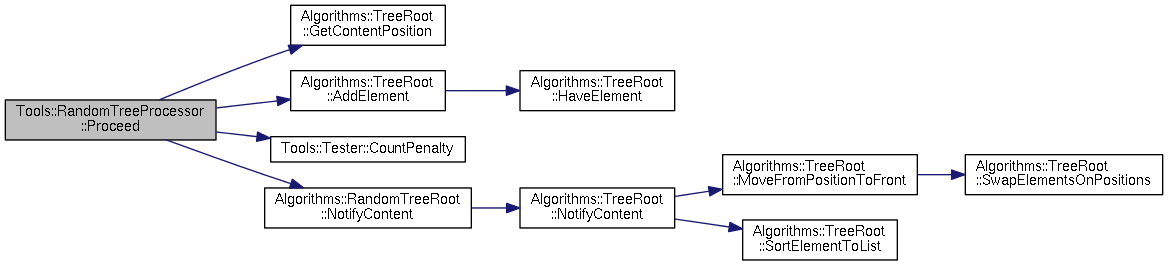 Tools::RandomTreeProcessor
::Proceed
Algorithms::TreeRoot
::GetContentPosition
Algorithms::TreeRoot
::AddElement
Algorithms::TreeRoot
::HaveElement
Tools::Tester::CountPenalty
Algorithms::RandomTreeRoot
::NotifyContent
Algorithms::TreeRoot
::NotifyContent
Algorithms::TreeRoot
::MoveFromPositionToFront
Algorithms::TreeRoot
::SwapElementsOnPositions
Algorithms::TreeRoot
::SortElementToList